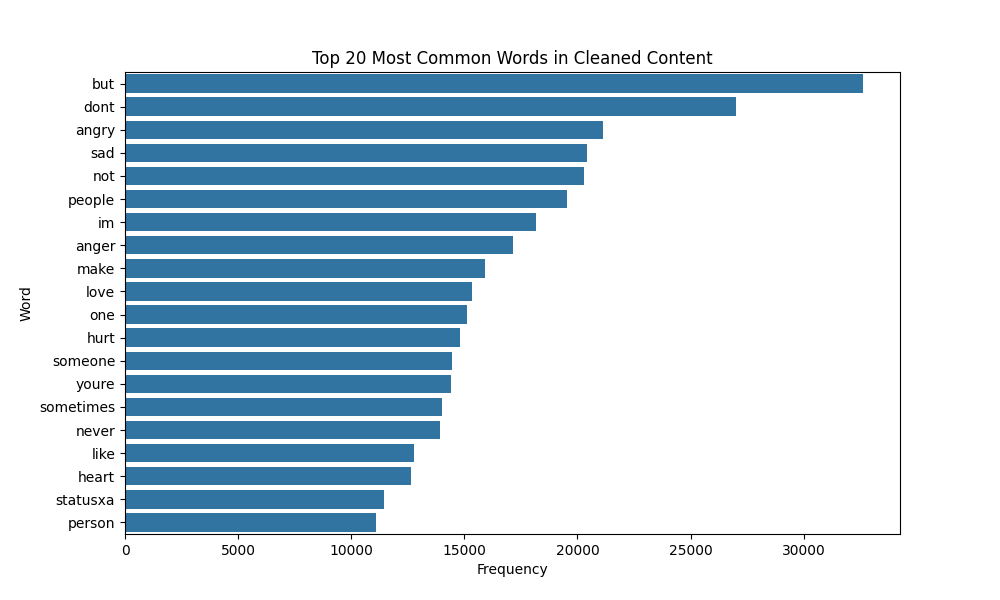 Top 20 Most Common Words in Cleaned Content
but
dont
angry
sad
not
people
im
anger
make
love
one
hurt
someone
youre
sometimes
never
like
heart
statusxa
person
Word
0 5000 10000 15000 20000 25000 30000
Frequency